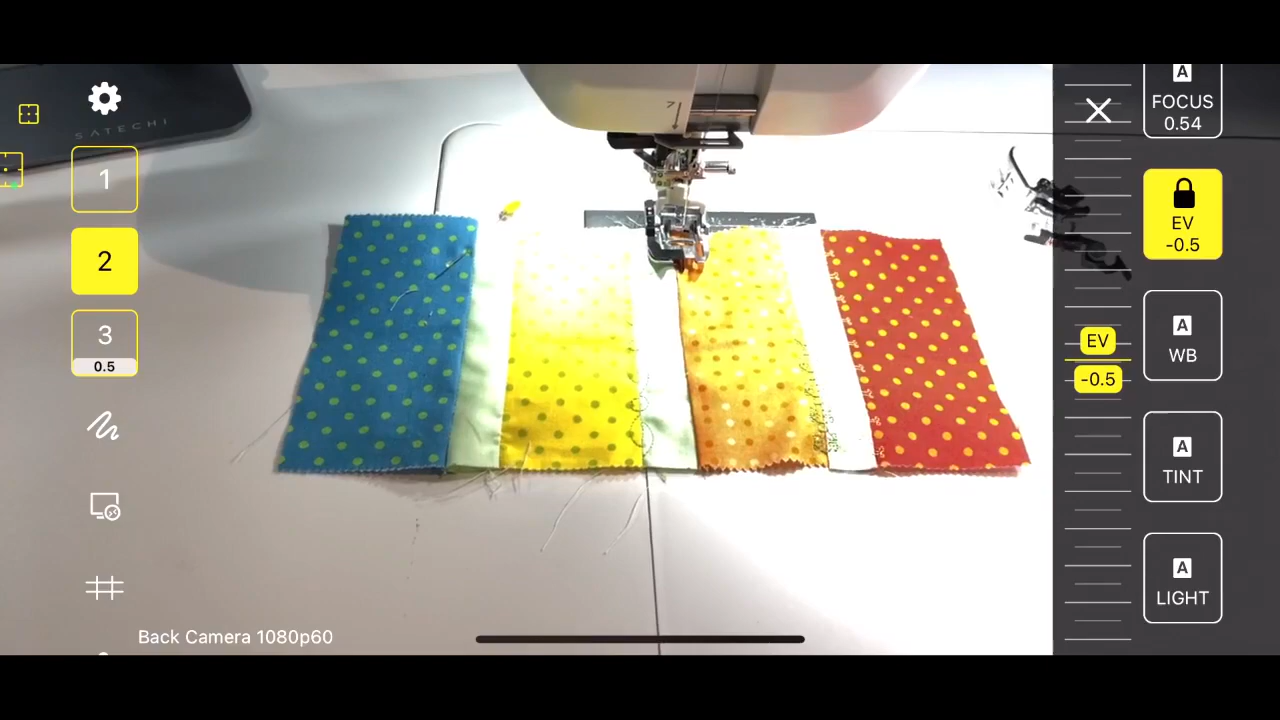 SATECHI
1
2
3
0.5
Back Camera 1080p60
EV
-0.5
A
FOCUS
0.54
EV
-0.5
A
WB
A
TINT
A
LIGHT